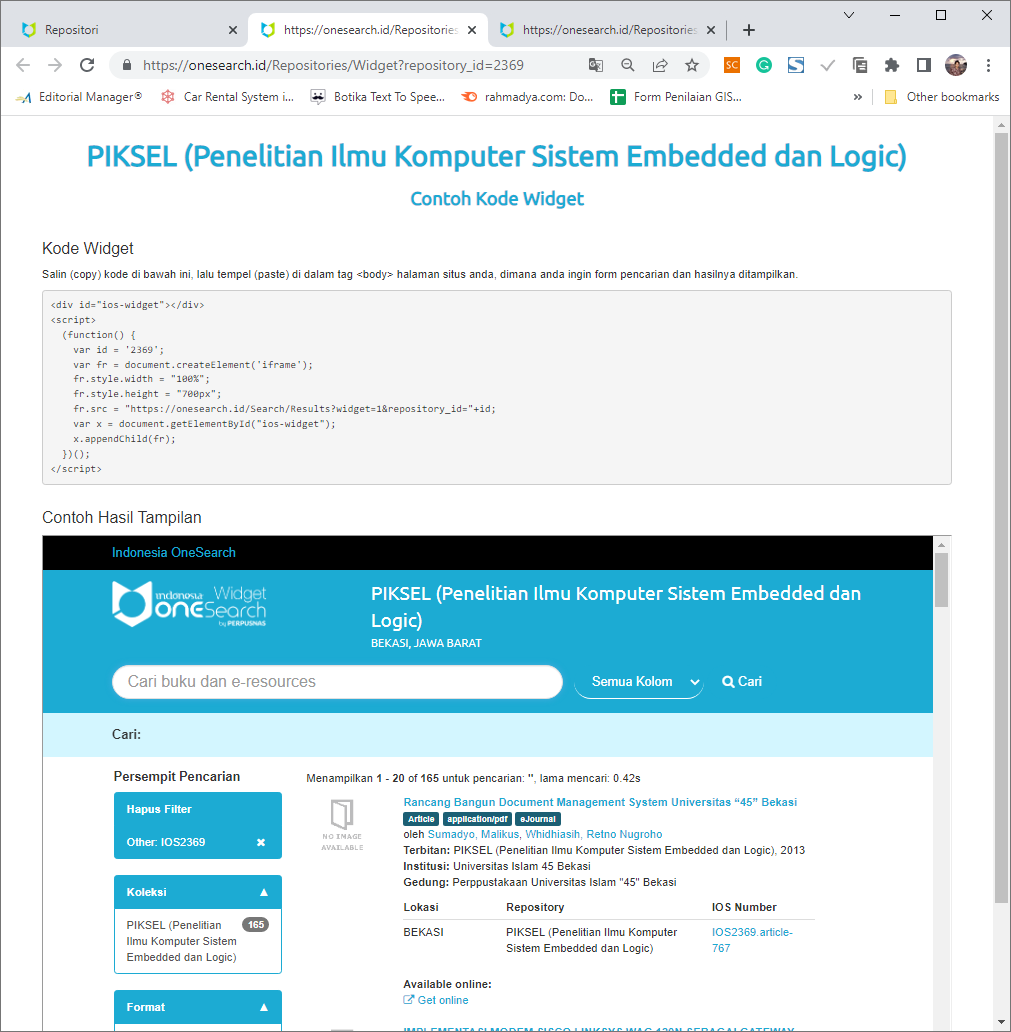 Repositori
https://onesearch.id/Repositories
https://onesearch.id/Repositories
https://onesearch.id/Repositories/Widget?repository_id=2369
SC
Editorial Manager®
Car Rental System i...
Botika Text To Spee...
rahmadya.com: Do...
Form Penilaian GIS...
»
Other bookmarks
PIKSEL (Penelitian Ilmu Komputer Sistem Embedded dan Logic)
Contoh Kode Widget
Kode Widget
Salin (copy) kode di bawah ini, lalu tempel (paste) di dalam tag <body> halaman situs anda, dimana anda ingin form pencarian dan hasilnya ditampilkan.
<div id="ios-widget"></div>
<script>
(function() {
var id = '2369';
var fr = document.createElement('iframe');
fr.style.width = "100%";
fr.style.height = "700px";
fr.src = "https://onesearch.id/Search/Results?widget=1&repository_id="+id;
var x = document.getElementById("ios-widget");
x.appendChild(fr);
})();
</script>
Contoh Hasil Tampilan
Indonesia OneSearch
Indonesia OneSearch Widget by PERPUSNAS
PIKSEL (Penelitian Ilmu Komputer Sistem Embedded dan
Logic)
BEKASI, JAWA BARAT
Cari buku dan e-resources
Semua Kolom
Cari
Cari:
Persempit Pencarian
Hapus Filter
Other: IOS2369
Koleksi
PIKSEL (Penelitian 165
Ilmu Komputer Sistem
Embedded dan Logic)
Format
Menampilkan 1 - 20 of 165 untuk pencarian: '', lama mencari: 0.42s
NO IMAGE
AVAILABLE
Rancang Bangun Document Management System Universitas “45” Bekasi
Article application/pdf eJournal
oleh Sumadyo, Malikus, Whidhiasih, Retno Nugroho
Terbitan: PIKSEL (Penelitian Ilmu Komputer Sistem Embedded dan Logic), 2013
Institusi: Universitas Islam 45 Bekasi
Gedung: Perppustakaan Universitas Islam "45" Bekasi
Lokasi Repository IOS Number
BEKASI PIKSEL (Penelitian Ilmu Komputer IOS2369.article-
Sistem Embedded dan Logic) 767
Available online:
Get online
IMPLEMENTASI MODEM SISCO LINKSYS WAG 120N SEBAGAI GATEWAY